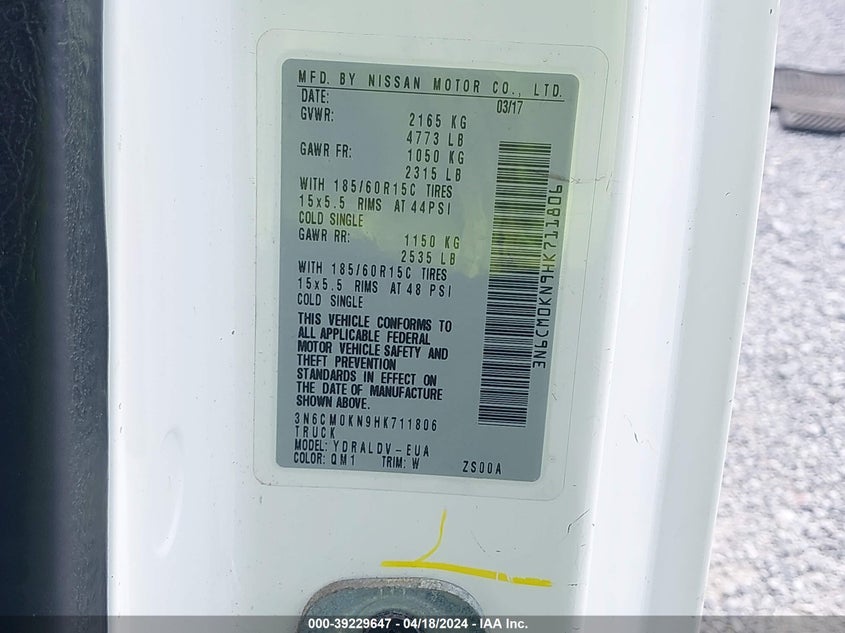 MFD. BY NISSAN MOTOR CO., LTD.
DATE: 03/17
GVWR: 2165 KG
4773 LB
GAWR FR: 1050 KG
2315 LB
WITH 185/60R15C TIRES
15x5.5 RIMS AT 44PSI
COLD SINGLE
GAWR RR: 1150 KG
2535 LB
WITH 185/60R15C TIRES
15x5.5 RIMS AT 48 PSI
COLD SINGLE
THIS VEHICLE CONFORMS TO
ALL APPLICABLE FEDERAL
MOTOR VEHICLE SAFETY AND
THEFT PREVENTION
STANDARDS IN EFFECT ON
THE DATE OF MANUFACTURE
SHOWN ABOVE.
3N6CM0KN9HK711806
TRUCK
MODEL: YDRALDV-EUA
COLOR: QM1 TRIM: W ZS00A
3N6CM0KN9HK711806
000-39229647 - 04/18/2024 - IAA Inc.